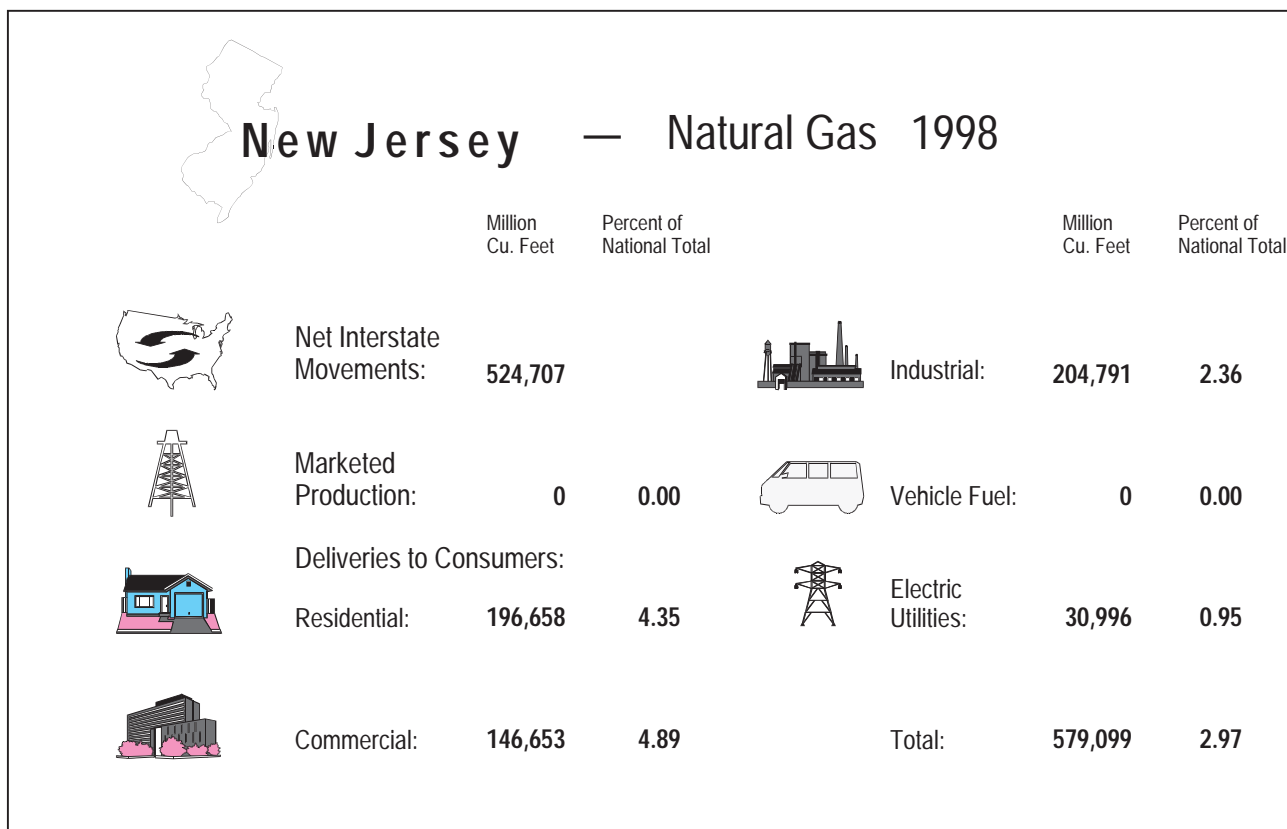 New Jersey — Natural Gas 1998
Million Cu. Feet
Percent of National Total
Million Cu. Feet
Percent of National Total
Net Interstate
Movements: 524,707
Industrial: 204,791 2.36
Marketed
Production: 0 0.00
Vehicle Fuel: 0 0.00
Deliveries to Consumers:
Residential: 196,658 4.35
Electric
Utilities: 30,996 0.95
Commercial: 146,653 4.89
Total: 579,099 2.97